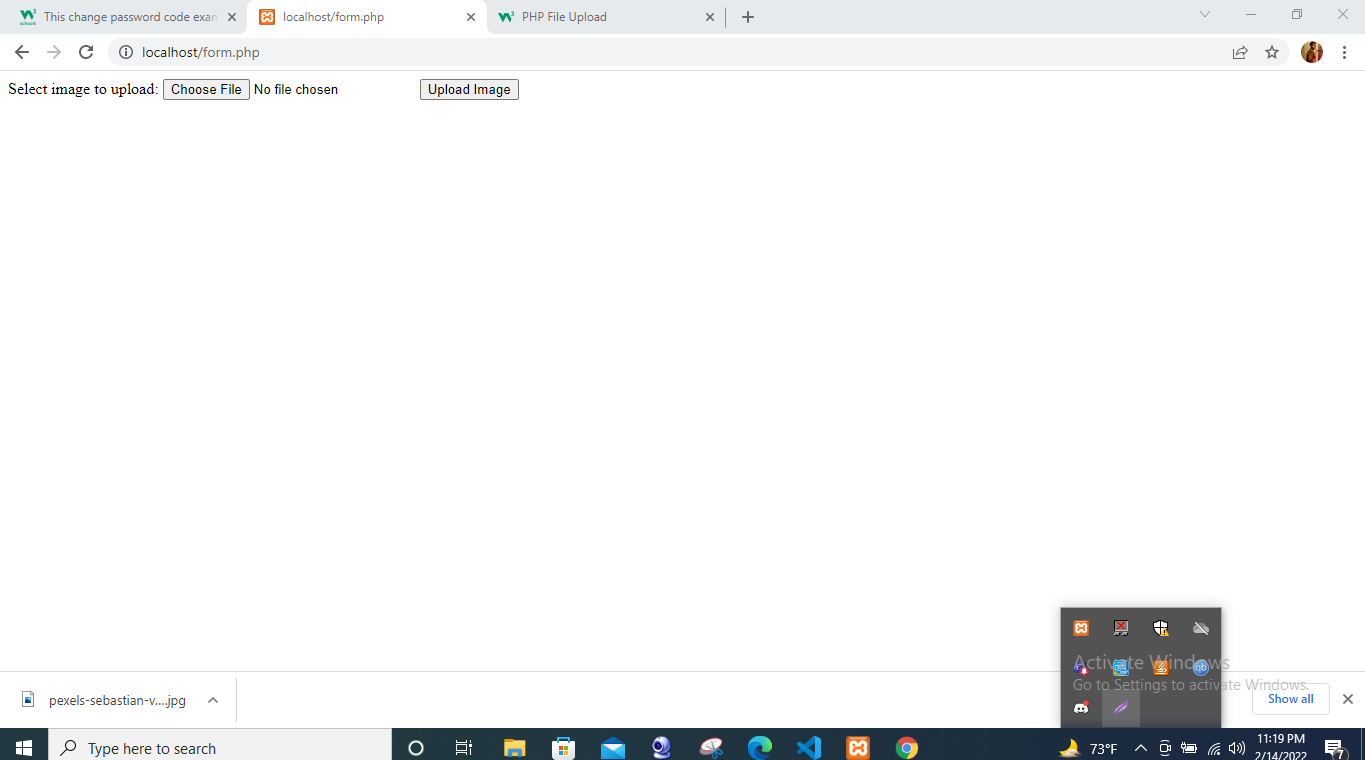 This change password code exan
localhost/form.php
PHP File Upload
localhost/form.php
Select image to upload: Choose File No file chosen Upload Image
Activate Windows
Go to Settings to activate Windows.
pexels-sebastian-v....jpg
Show all
Type here to search
73°F
11:19 PM
2/14/2022
7